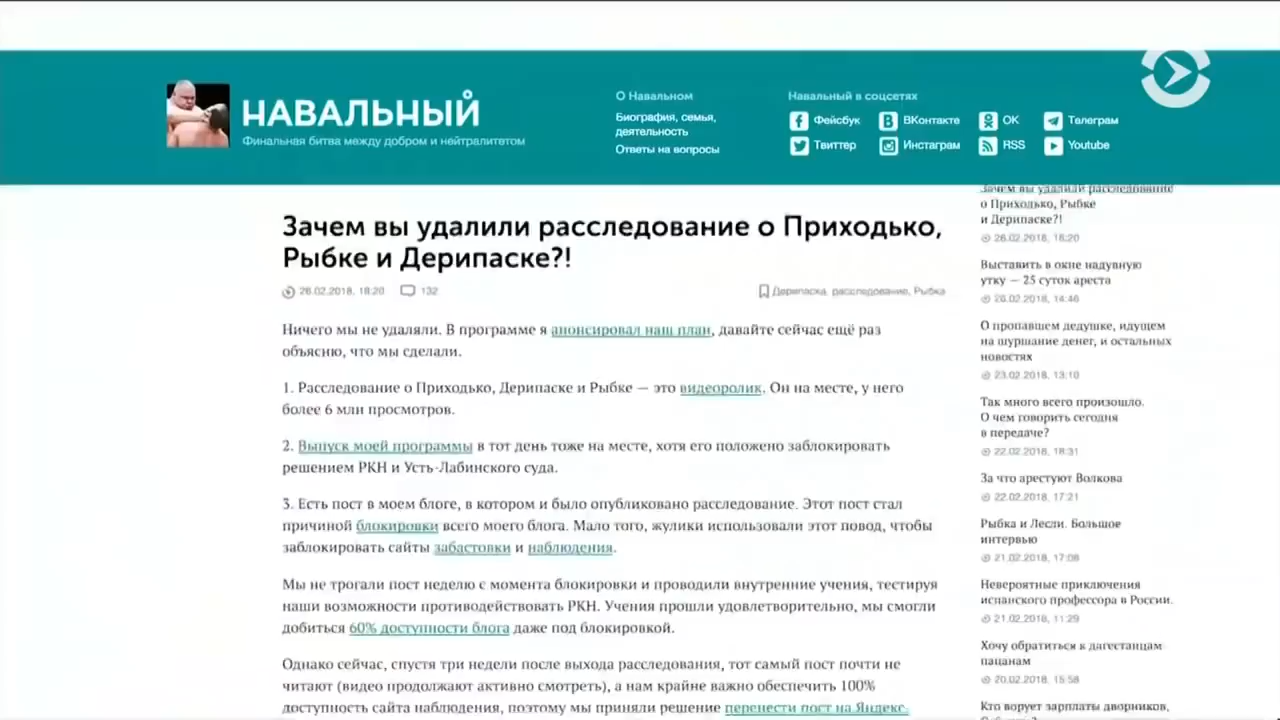 НАВАЛЬНЫЙ
Финальная битва между добром и нейтралитетом
О Навальном
Биография, семья,
деятельность
Ответы на вопросы
Навальный в соцсетях
Фейсбук
ВКонтакте
ОК
Телеграм
Твиттер
Инстаграм
RSS
Youtube
Зачем вы удалили расследование о Приходько,
Рыбке и Дерипаске?!
26.02.2018, 18:20
132
Дерипаска, расследование, Рыбка
Ничего мы не удаляли. В программе я анонсировал наш план, давайте сейчас ещё раз
объясню, что мы сделали.
1. Расследование о Приходько, Дерипаске и Рыбке — это видеоролик. Он на месте, у него
более 6 млн просмотров.
2. Выпуск моей программы в тот день тоже на месте, хотя его положено заблокировать
решением РКН и Усть-Лабинского суда.
3. Есть пост в моем блоге, в котором и было опубликовано расследование. Этот пост стал
причиной блокировки всего моего блога. Мало того, жулики использовали этот повод, чтобы
заблокировать сайты забастовки и наблюдения.
Мы не трогали пост неделю с момента блокировки и проводили внутренние учения, тестируя
наши возможности противодействовать РКН. Учения прошли удовлетворительно, мы смогли
добиться 60% доступности блога даже под блокировкой.
Однако сейчас, спустя три недели после выхода расследования, тот самый пост почти не
читают (видео продолжают активно смотреть), а нам крайне важно обеспечить 100%
доступность сайта наблюдения, поэтому мы приняли решение перенести пост на Яндекс.
Зачем вы удалили расследование
о Приходько, Рыбке
и Дерипаске?!
26.02.2018, 18:20
Выставить в окне надувную
утку — 25 суток ареста
26.02.2018, 14:46
О пропавшем дедушке, идущем
на шуршание денег, и остальных
новостях
23.02.2018, 13:10
Так много всего произошло.
О чем говорить сегодня
в передаче?
22.02.2018, 18:31
За что арестуют Волкова
22.02.2018, 17:21
Рыбка и Лесли. Большое
интервью
21.02.2018, 17:06
Невероятные приключения
испанского профессора в России.
21.02.2018, 11:29
Хочу обратиться к дагестанцам
пацанам
20.02.2018, 15:58
Кто ворует зарплаты дворников,